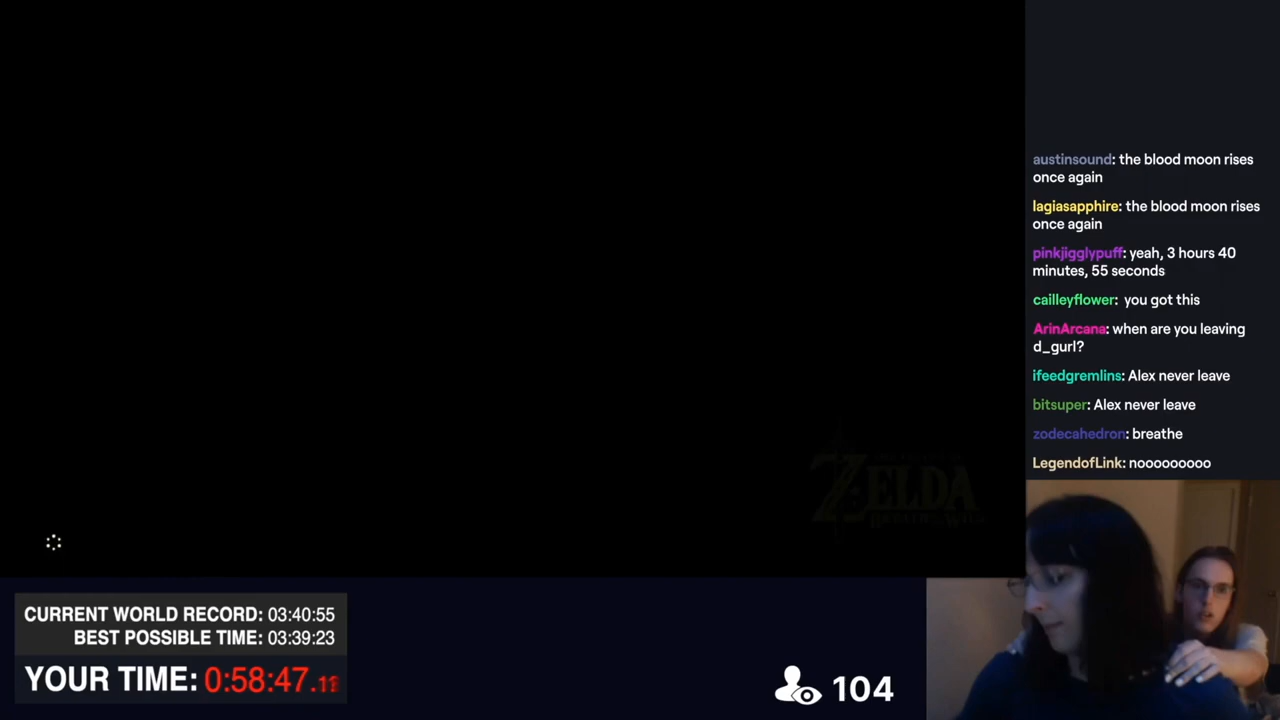 austinsound: the blood moon rises
once again
lagiasapphire: the blood moon rises
once again
pinkjigglypuff: yeah, 3 hours 40
minutes, 55 seconds
cailleyflower: you got this
ArinArcana: when are you leaving
d_gurl?
ifeedgremlins: Alex never leave
bitsuper: Alex never leave
zodecahedron: breathe
LegendofLink: nooooooooo
ZELDA
CURRENT WORLD RECORD: 03:40:55
BEST POSSIBLE TIME: 03:39:23
YOUR TIME: 0:58:47
104